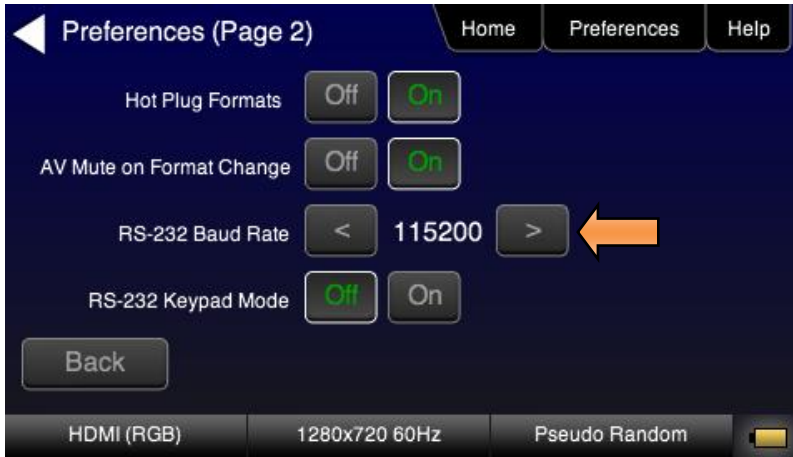 Preferences (Page 2) Home Preferences Help
Hot Plug Formats Off On
AV Mute on Format Change Off On
RS-232 Baud Rate < 115200 >
RS-232 Keypad Mode Off On
Back
HDMI (RGB) 1280x720 60Hz Pseudo Random